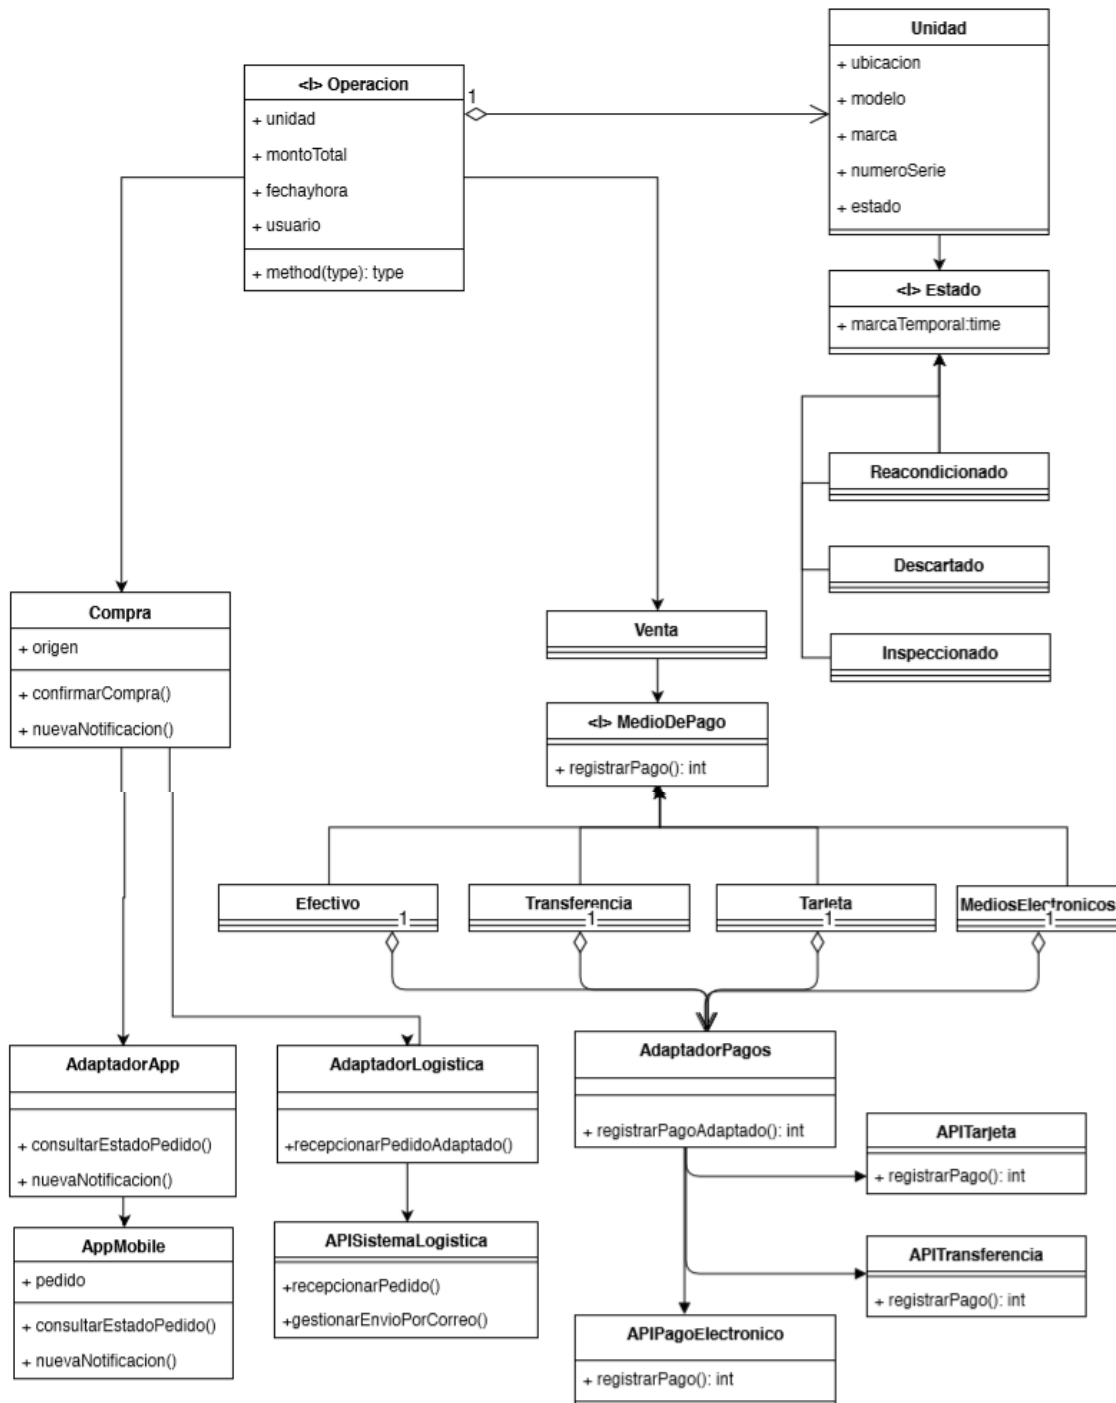 Unidad
+ ubicacion
+ modelo
+ marca
+ numeroSerie
+ estado
<I> Operacion
+ unidad
+ montoTotal
+ fechayhora
+ usuario
+ method(type): type
1
<I> Estado
+ marcaTemporal:time
Reacondicionado
Descartado
Inspeccionado
Compra
+ origen
+ confirmarCompra()
+ nuevaNotificacion()
Venta
<I> MedioDePago
+ registrarPago(): int
Efectivo
1
Transferencia
1
Tarjeta
1
MediosElectronicos
1
AdaptadorApp
+ consultarEstadoPedido()
+ nuevaNotificacion()
AdaptadorLogistica
+recepcionarPedidoAdaptado()
AdaptadorPagos
+ registrarPagoAdaptado(): int
APITarjeta
+ registrarPago(): int
AppMobile
+ pedido
+ consultarEstadoPedido()
+ nuevaNotificacion()
APISistemaLogistica
+recepcionarPedido()
+gestionarEnvioPorCorreo()
APITransferencia
+ registrarPago(): int
APIPagoElectronico
+ registrarPago(): int